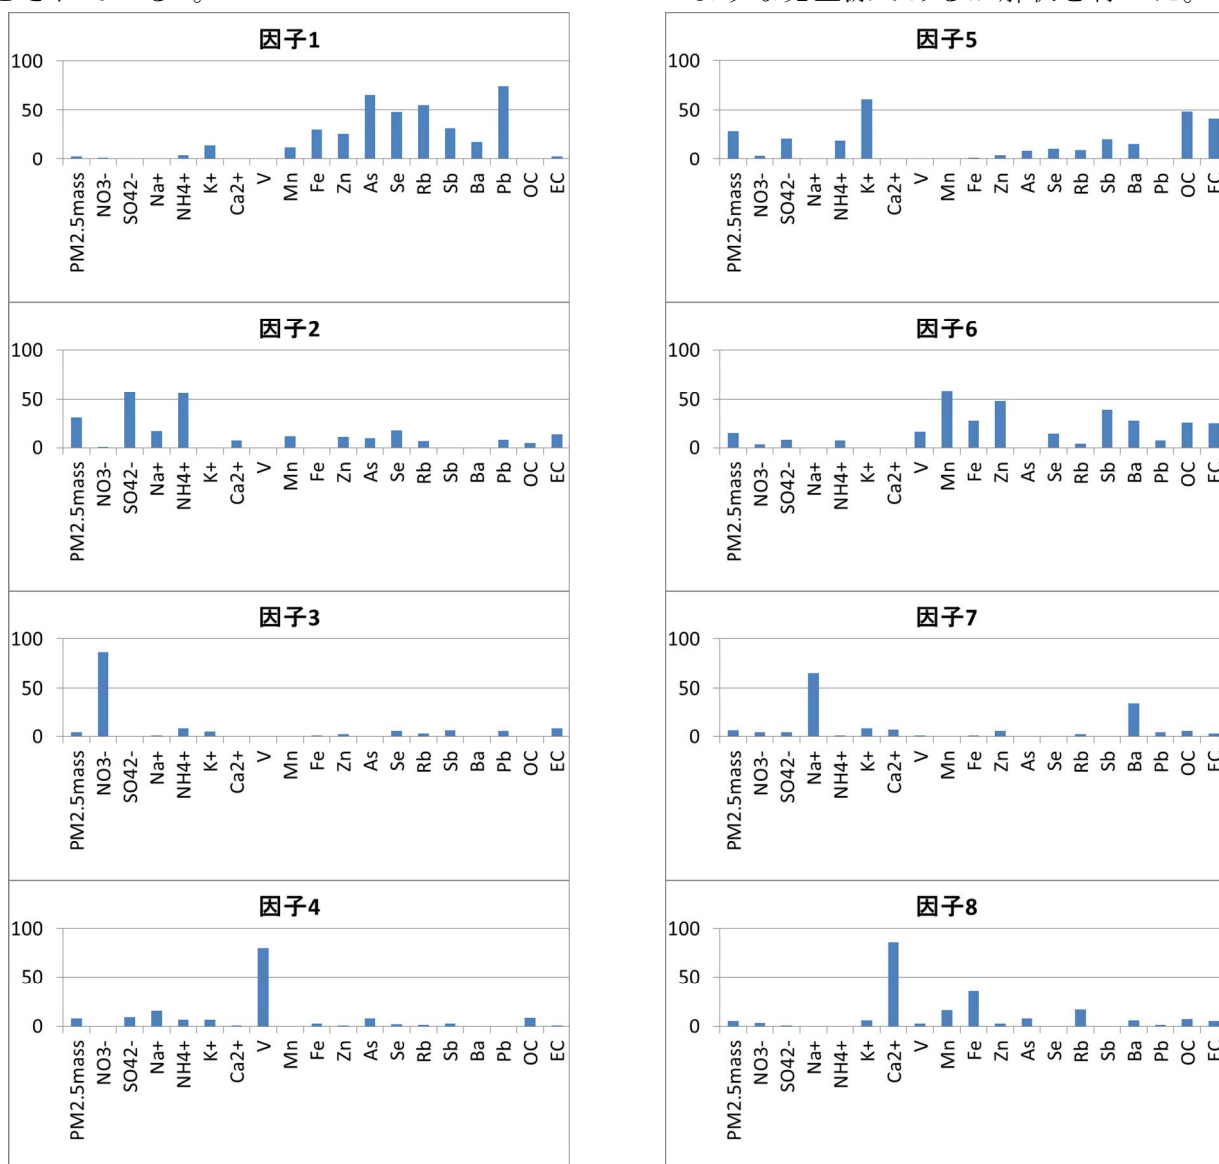 因子1
100
50
0
PM2.5mass
NO3-
SO42-
Na+
NH4+
K+
Ca2+
V
Mn
Fe
Zn
As
Se
Rb
Sb
Ba
Pb
OC
EC
因子2
100
50
0
PM2.5mass
NO3-
SO42-
Na+
NH4+
K+
Ca2+
V
Mn
Fe
Zn
As
Se
Rb
Sb
Ba
Pb
OC
EC
因子3
100
50
0
PM2.5mass
NO3-
SO42-
Na+
NH4+
K+
Ca2+
V
Mn
Fe
Zn
As
Se
Rb
Sb
Ba
Pb
OC
EC
因子4
100
50
0
PM2.5mass
NO3-
SO42-
Na+
NH4+
K+
Ca2+
V
Mn
Fe
Zn
As
Se
Rb
Sb
Ba
Pb
OC
EC
因子5
100
50
0
PM2.5mass
NO3-
SO42-
Na+
NH4+
K+
Ca2+
V
Mn
Fe
Zn
As
Se
Rb
Sb
Ba
Pb
OC
EC
因子6
100
50
0
PM2.5mass
NO3-
SO42-
Na+
NH4+
K+
Ca2+
V
Mn
Fe
Zn
As
Se
Rb
Sb
Ba
Pb
OC
EC
因子7
100
50
0
PM2.5mass
NO3-
SO42-
Na+
NH4+
K+
Ca2+
V
Mn
Fe
Zn
As
Se
Rb
Sb
Ba
Pb
OC
EC
因子8
100
50
0
PM2.5mass
NO3-
SO42-
Na+
NH4+
K+
Ca2+
V
Mn
Fe
Zn
As
Se
Rb
Sb
Ba
Pb
OC
EC